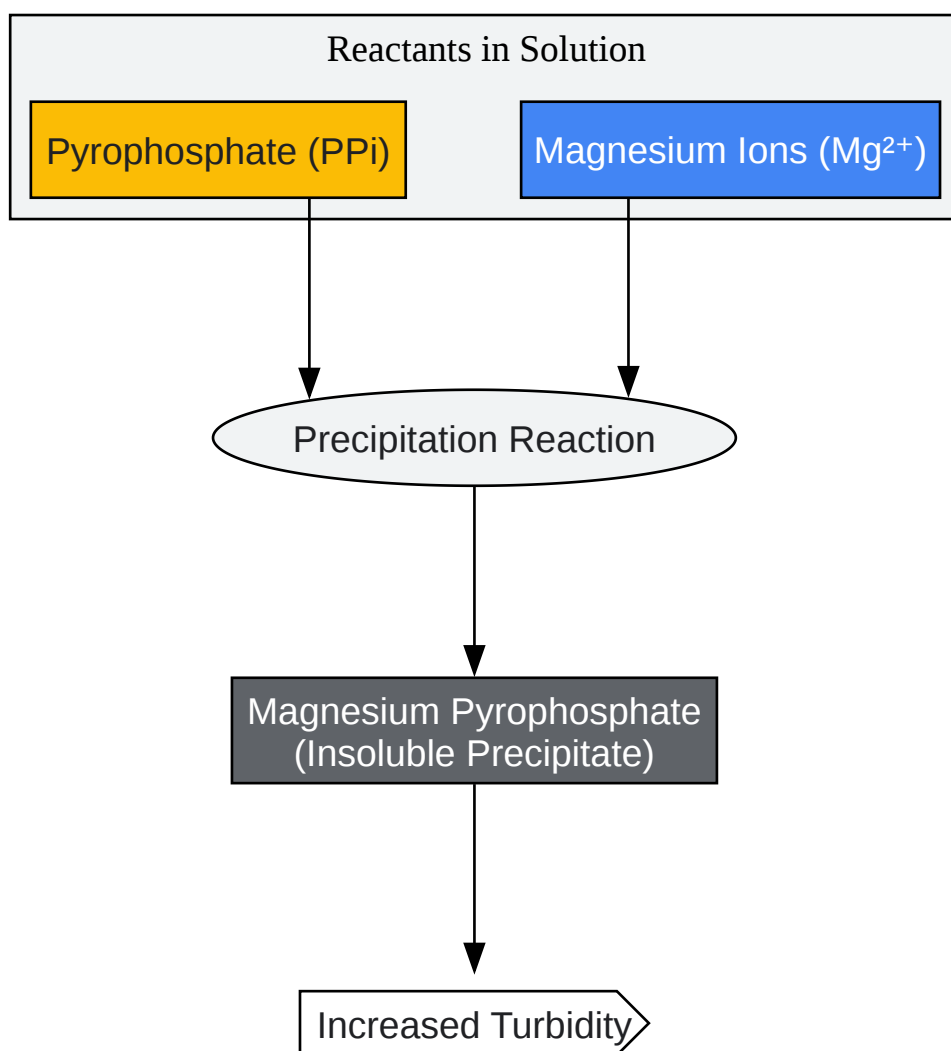 Reactants in Solution
Pyrophosphate (PPi)
Magnesium Ions (Mg²⁺)
Precipitation Reaction
Magnesium Pyrophosphate
(Insoluble Precipitate)
Increased Turbidity